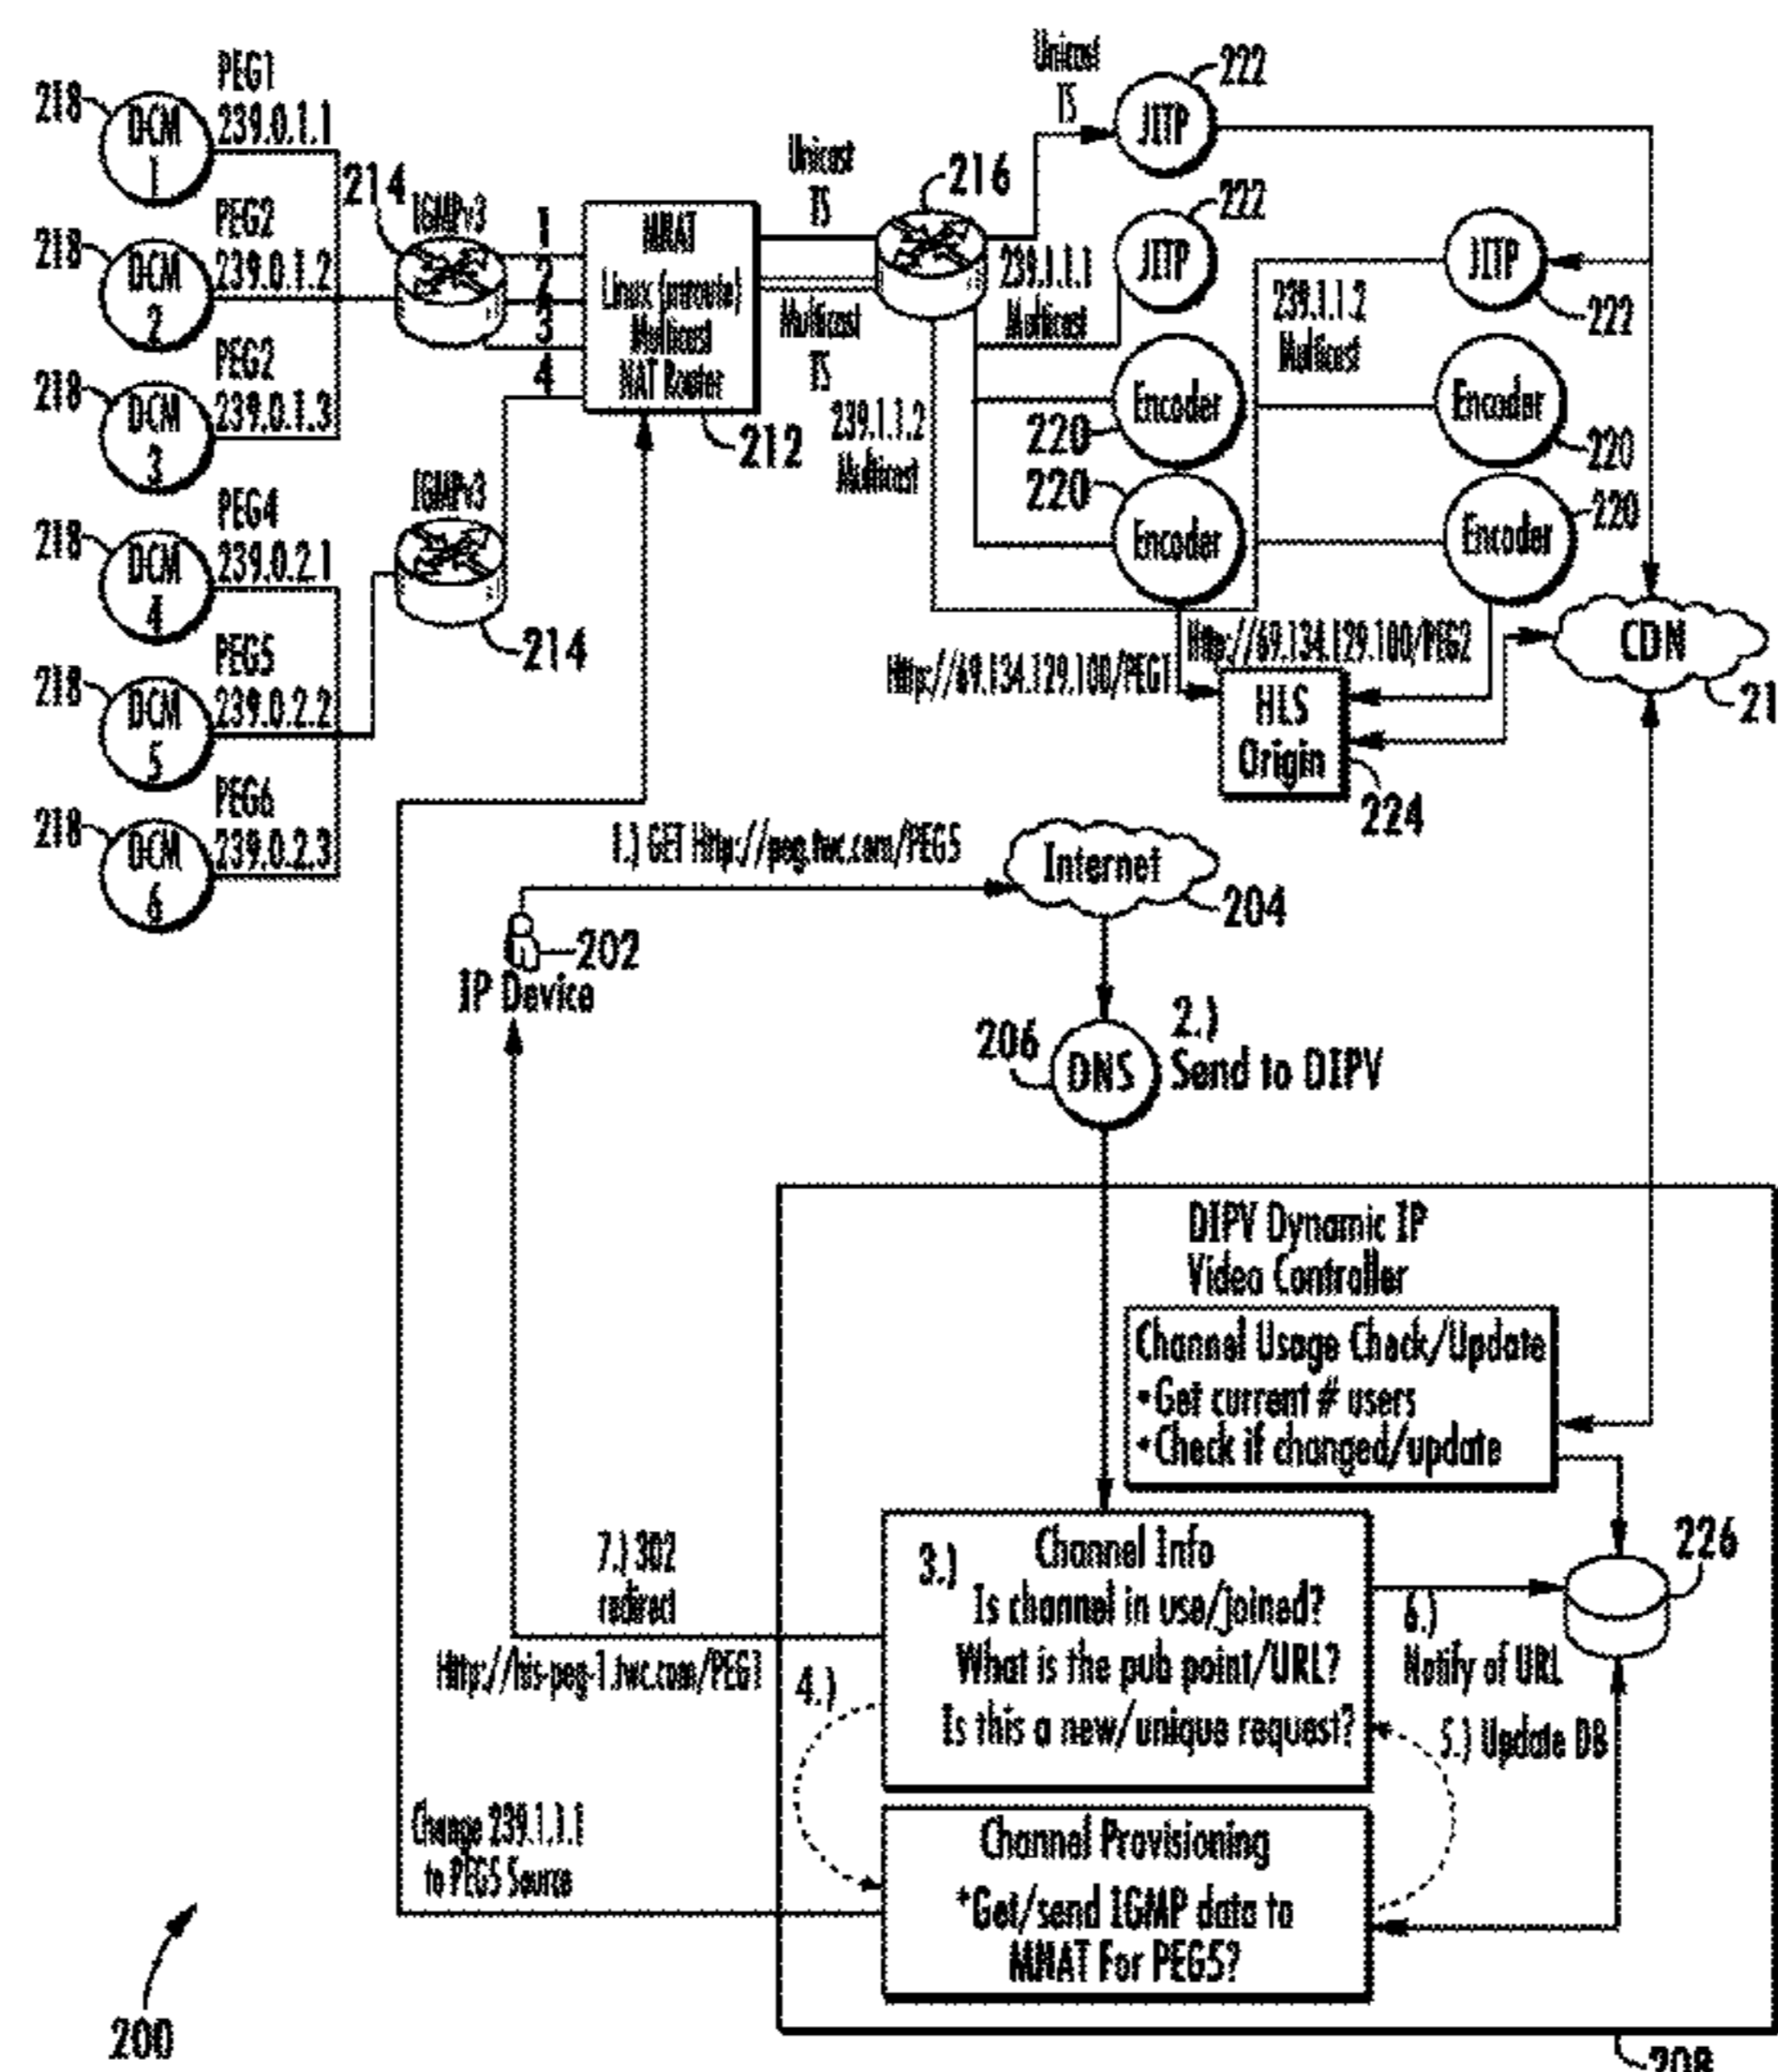 218
DCM
1
PEG1
239.0.1.1
218
DCM
2
PEG2
239.0.1.2
218
DCM
3
PEG2
239.0.1.3
218
DCM
4
PEG4
239.0.2.1
218
DCM
5
PEG5
239.0.2.2
218
DCM
6
PEG6
239.0.2.3
214
IGMPv3
IGMPv3
214
1
2
3
4
Linux (mroute)
Multicast
NAT Router
212
Unicast
TS
Multicast
TS
216
Unicast
TS
JITP
222
JITP
222
JITP
222
239.1.1.1
Multicast
239.1.1.2
Multicast
239.1.1.2
Multicast
Encoder
220
Encoder
220
Encoder
220
Encoder
220
Http://69.134.129.100/PEG1
Http://69.134.129.100/PEG2
HLS
Origin
224
CDN
21
1.) GET Http://peg.twc.com/PEG5
Internet
204
202
IP Device
206
DNS
2.)
Send to DIPV
DIPV Dynamic IP
Video Controller
Channel Usage Check/Update
•Get current # users
•Check if changed/update
3.)
Channel Info
Is channel in use/joined?
What is the pub point/URL?
Is this a new/unique request?
226
6.)
Notify of URL
5.) Update DB
7.) 302
redirect
4.)
Change 239.1.1.1
to PEG5 Source
Channel Provisioning
*Get/send IGMP data to
MNAT For PEG5?
200
208